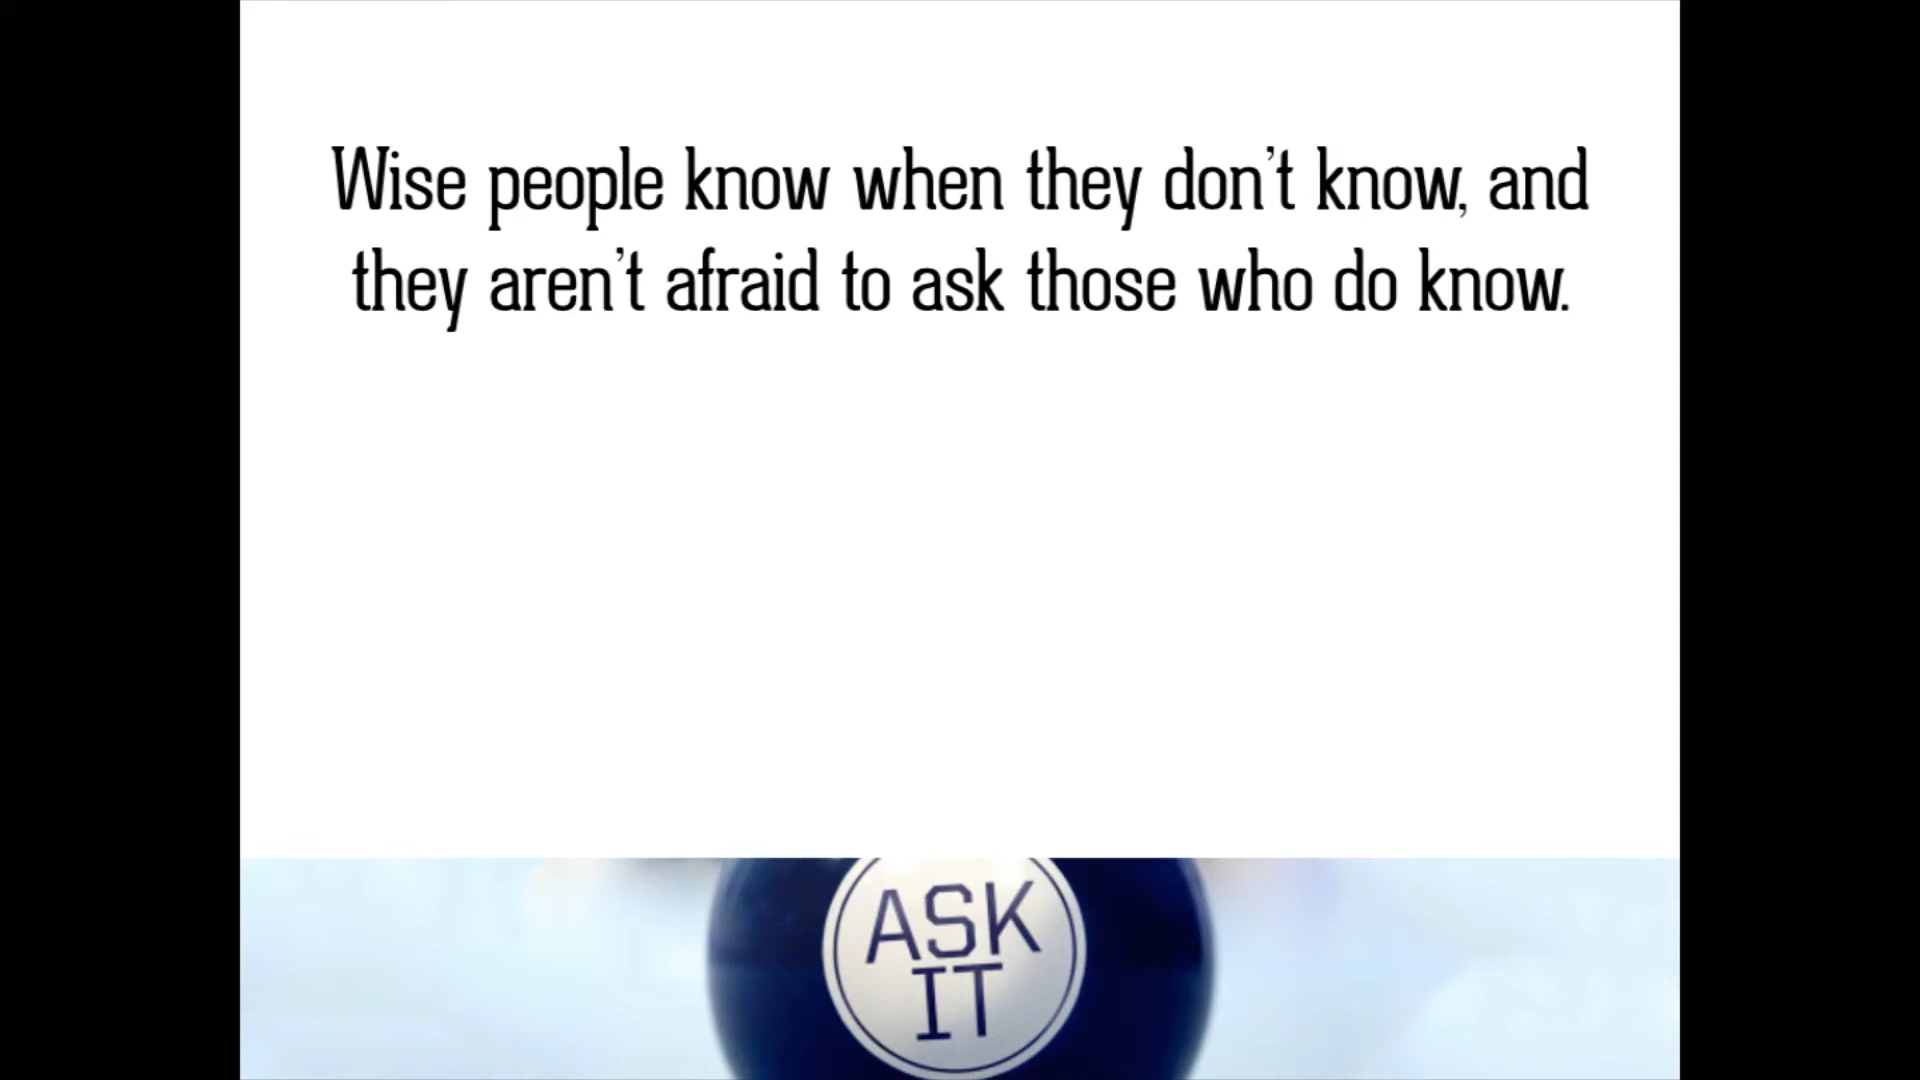 Wise people know when they don’t know, and
they aren’t afraid to ask those who do know.
ASK
IT